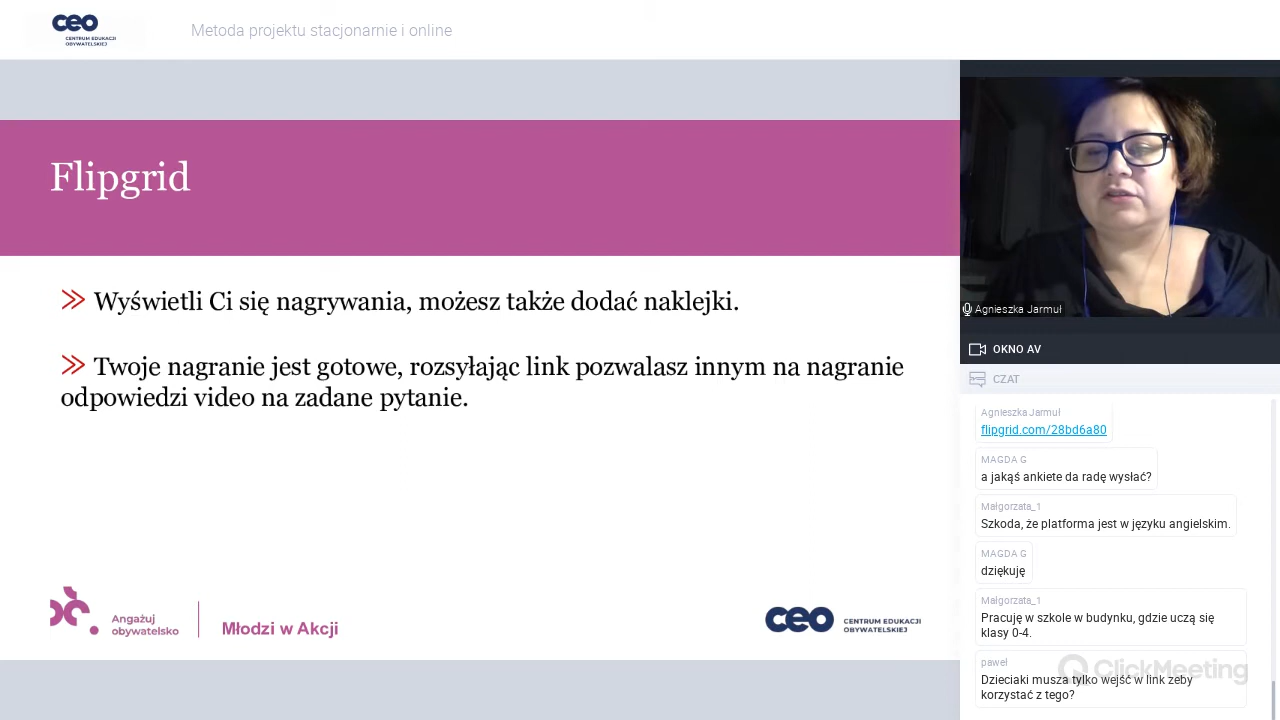 ceo
CENTRUM EDUKACJI
OBYWATELSKIEJ
Metoda projektu stacjonarnie i online
Flipgrid
Wyświetli Ci się nagrywania, możesz także dodać naklejki.
Twoje nagranie jest gotowe, rozsyłając link pozwalasz innym na nagranie
odpowiedzi video na zadane pytanie.
Angażuj
obywatelsko
Młodzi w Akcji
ceo
CENTRUM EDUKACJI
OBYWATELSKIEJ
Agnieszka Jarmuł
OKNO AV
CZAT
Agnieszka Jarmuł
flipgrid.com/28bd6a80
MAGDA G
a jakąś ankiete da radę wysłać?
Małgorzata_1
Szkoda, że platforma jest w języku angielskim.
MAGDA G
dziękuję
Małgorzata_1
Pracuję w szkole w budynku, gdzie uczą się
klasy 0-4.
paweł
Dzieciaki musza tylko wejść w link zeby
korzystać z tego?
ClickMeeting